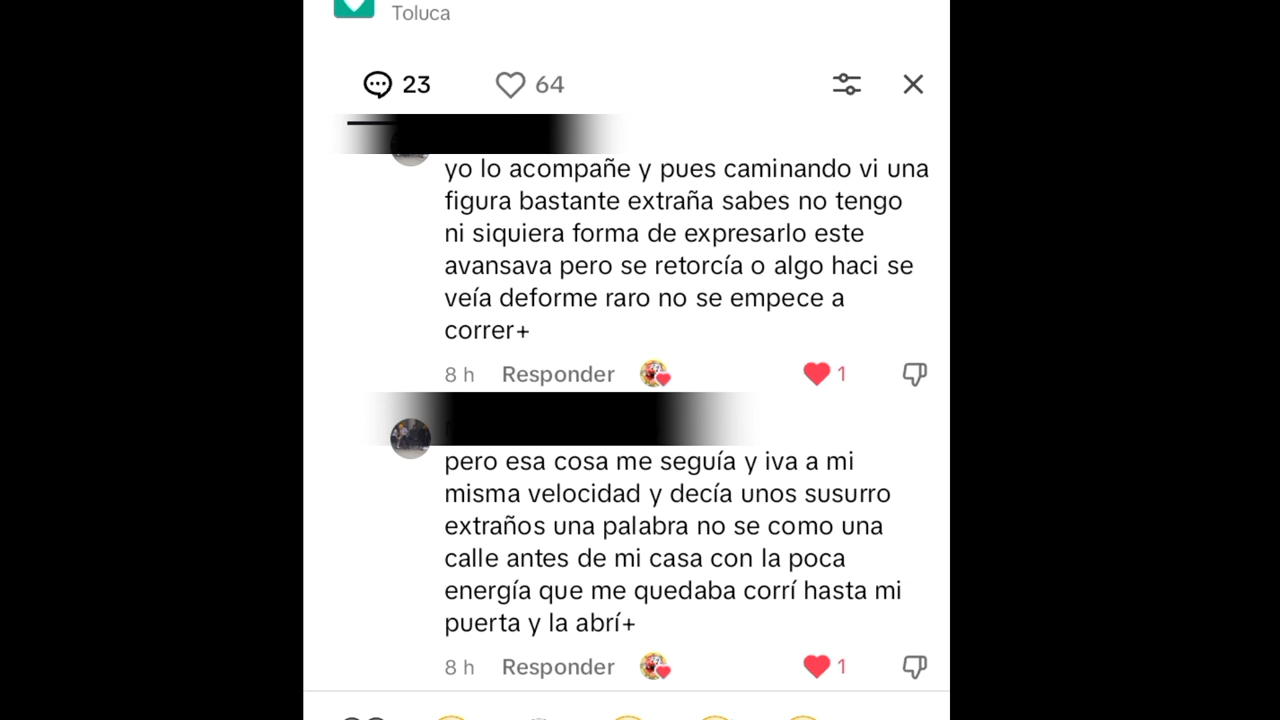 Toluca
23
64
yo lo acompañe y pues caminando vi una
figura bastante extraña sabes no tengo
ni siquiera forma de expresarlo este
avansava pero se retorcía o algo haci se
veía deforme raro no se empece a
correr+
8 h Responder 1
pero esa cosa me seguía y iva a mi
misma velocidad y decía unos susurro
extraños una palabra no se como una
calle antes de mi casa con la poca
energía que me quedaba corrí hasta mi
puerta y la abrí+
8 h Responder 1